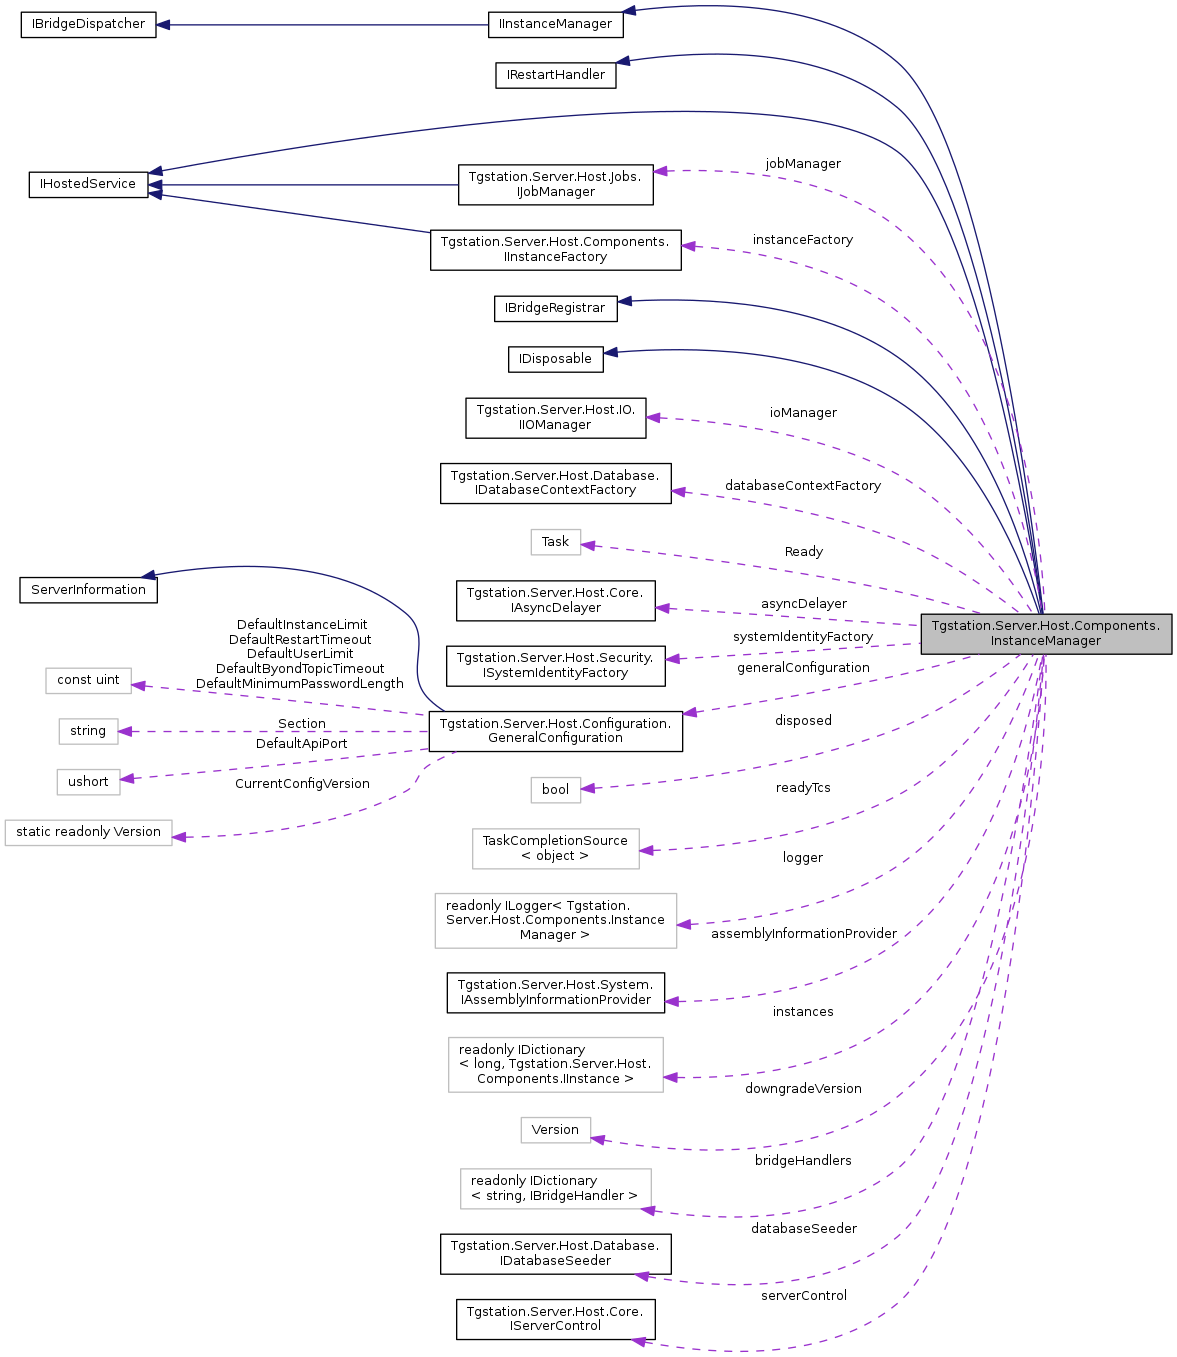 IBridgeDispatcher
IInstanceManager
IRestartHandler
IHostedService
Tgstation.Server.Host.Jobs.
IJobManager
jobManager
Tgstation.Server.Host.Components.
IInstanceFactory
instanceFactory
IBridgeRegistrar
IDisposable
Tgstation.Server.Host.IO.
IIOManager
ioManager
Tgstation.Server.Host.Database.
IDatabaseContextFactory
databaseContextFactory
Task
Ready
ServerInformation
Tgstation.Server.Host.Core.
IAsyncDelayer
asyncDelayer
Tgstation.Server.Host.Components.
InstanceManager
DefaultInstanceLimit
DefaultRestartTimeout
DefaultUserLimit
DefaultByondTopicTimeout
DefaultMinimumPasswordLength
Tgstation.Server.Host.Security.
ISystemIdentityFactory
systemIdentityFactory
generalConfiguration
const uint
string
Section
Tgstation.Server.Host.Configuration.
GeneralConfiguration
disposed
DefaultApiPort
ushort
CurrentConfigVersion
bool
readyTcs
static readonly Version
TaskCompletionSource
< object >
logger
readonly ILogger< Tgstation.
Server.Host.Components.Instance
Manager >
assemblyInformationProvider
Tgstation.Server.Host.System.
IAssemblyInformationProvider
instances
readonly IDictionary
< long, Tgstation.Server.Host.
Components.IInstance >
downgradeVersion
Version
bridgeHandlers
readonly IDictionary
< string, IBridgeHandler >
databaseSeeder
Tgstation.Server.Host.Database.
IDatabaseSeeder
serverControl
Tgstation.Server.Host.Core.
IServerControl